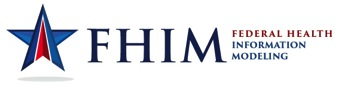 FHIM
FEDERAL HEALTH
INFORMATION
MODELING